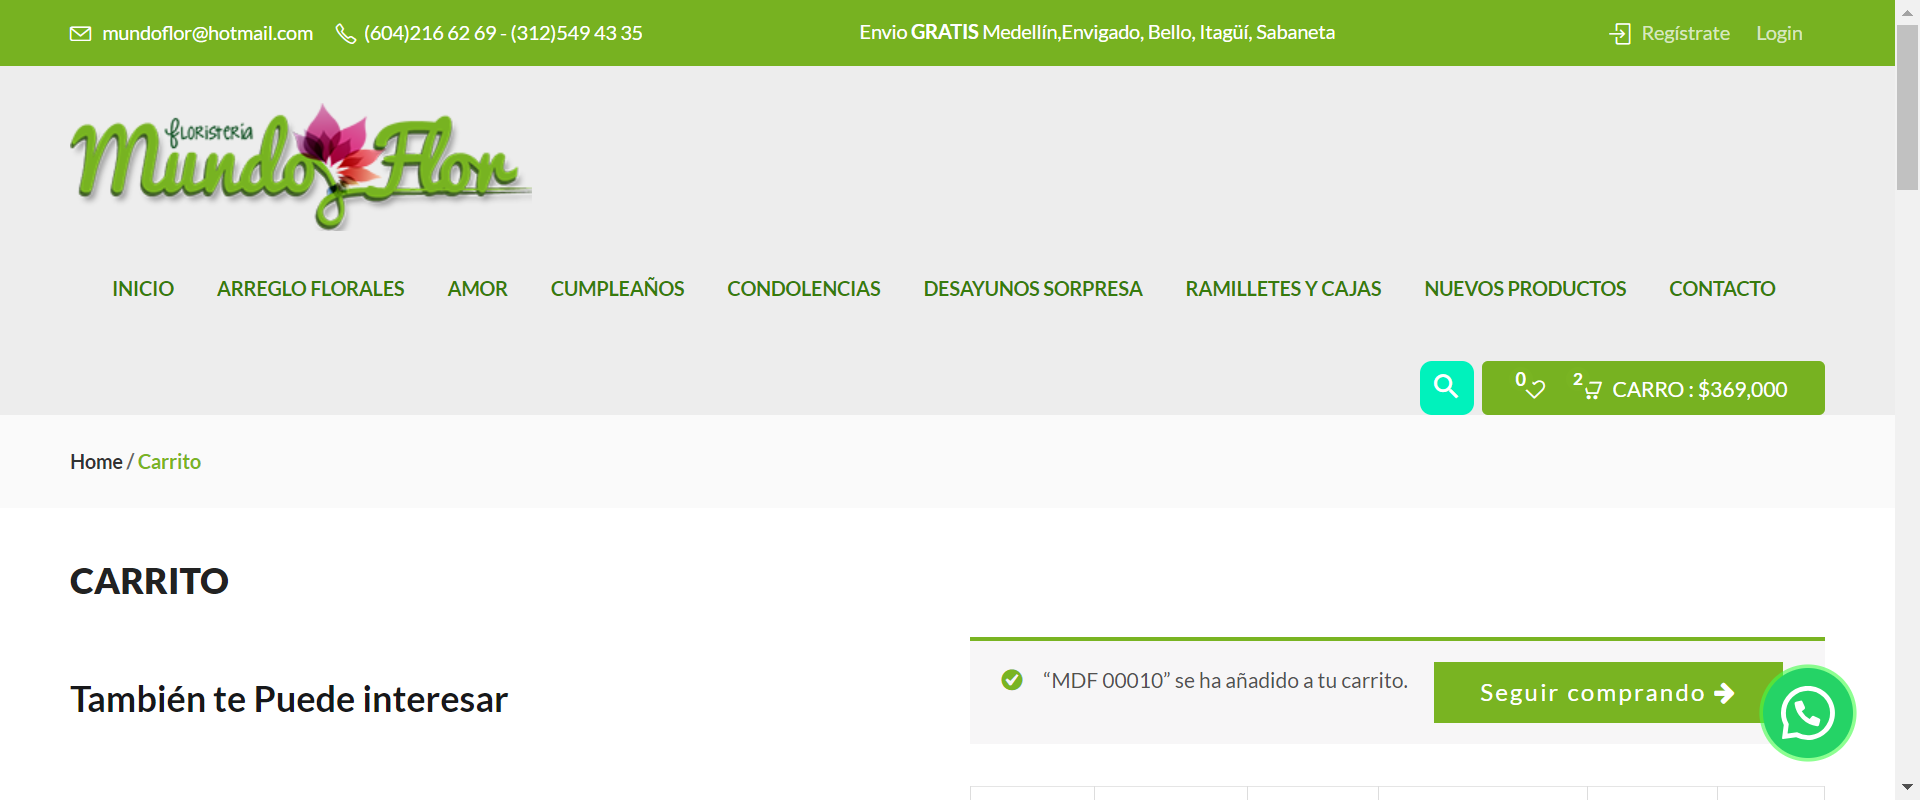 mundoflor@hotmail.com (604)216 62 69 - (312)549 43 35 Envio GRATIS Medellín,Envigado, Bello, Itagüí, Sabaneta Regístrate Login
FLORISTERIA
Mundo Flor
INICIO ARREGLO FLORALES AMOR CUMPLEAÑOS CONDOLENCIAS DESAYUNOS SORPRESA RAMILLETES Y CAJAS NUEVOS PRODUCTOS CONTACTO
0 2 CARRO : $369,000
Home / Carrito
CARRITO
También te Puede interesar
“MDF 00010” se ha añadido a tu carrito. Seguir comprando